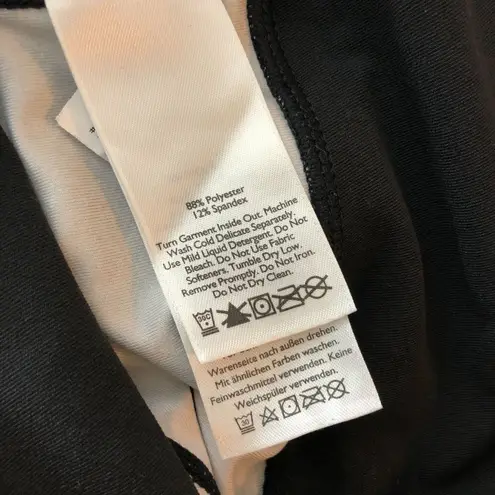 88% Polyester
12% Spandex
Turn Garment Inside Out. Machine
Wash Cold Delicate Separately.
Use Mild Liquid Detergent. Do Not
Bleach. Do Not Use Fabric
Softeners. Tumble Dry Low.
Remove Promptly. Do Not Iron.
Do Not Dry Clean.
30C
Warenseite nach außen drehen.
Mit ähnlichen Farben waschen.
Feinwaschmittel verwenden. Keine
Weichspüler verwenden.
30